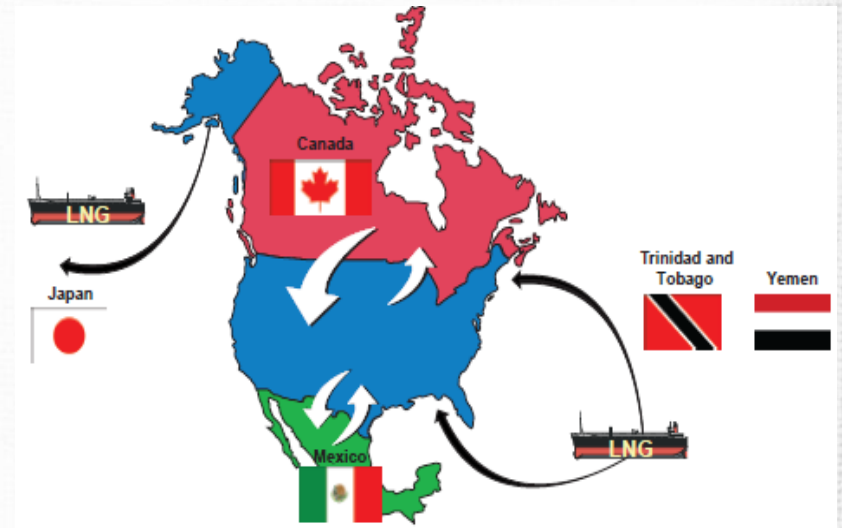 Canada
LNG
Japan
Trinidad and
Tobago
Yemen
LNG
Mexico